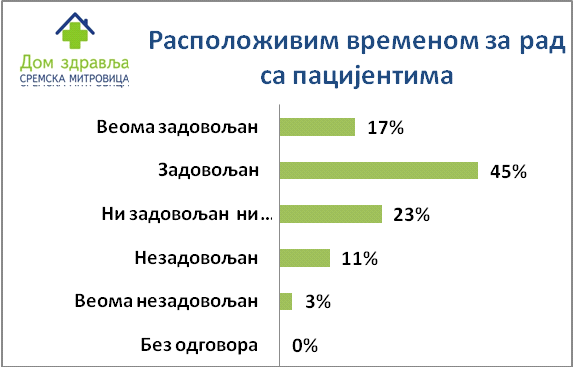 Дом здравља
СРЕМСКА МИТРОВИЦА
Расположивим временом за рад
са пацијентима
Веома задовољан 17%
Задовољан 45%
Ни задовољан ни... 23%
Незадовољан 11%
Веома незадовољан 3%
Без одговора 0%